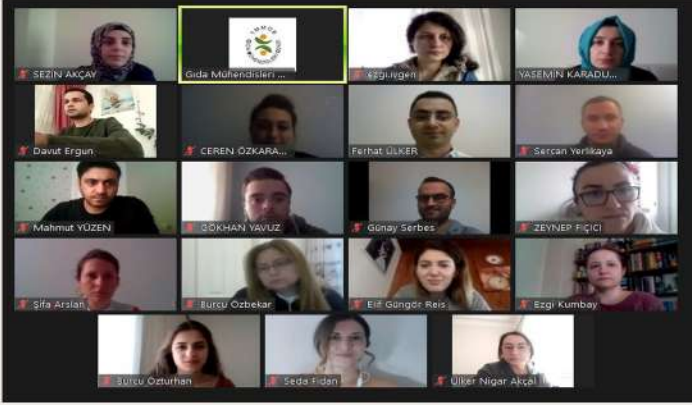 SEZİN AKÇAY
Gıda Mühendisleri ...
ezgi.uygen
YASEMİN KARADU...
Davut Ergun
CEREN ÖZKARA...
Ferhat ÜLKER
Sercan Yerlikaya
Mahmut YÜZEN
GÖKHAN YAVUZ
Günay Serbes
ZEYNEP FIÇICI
Şifa Arslan
Burcu Özbekar
Elif Güngör Reis
Ezgi Kumbay
Burcu Özturhan
Seda Fidan
Ülker Nigar Akçal